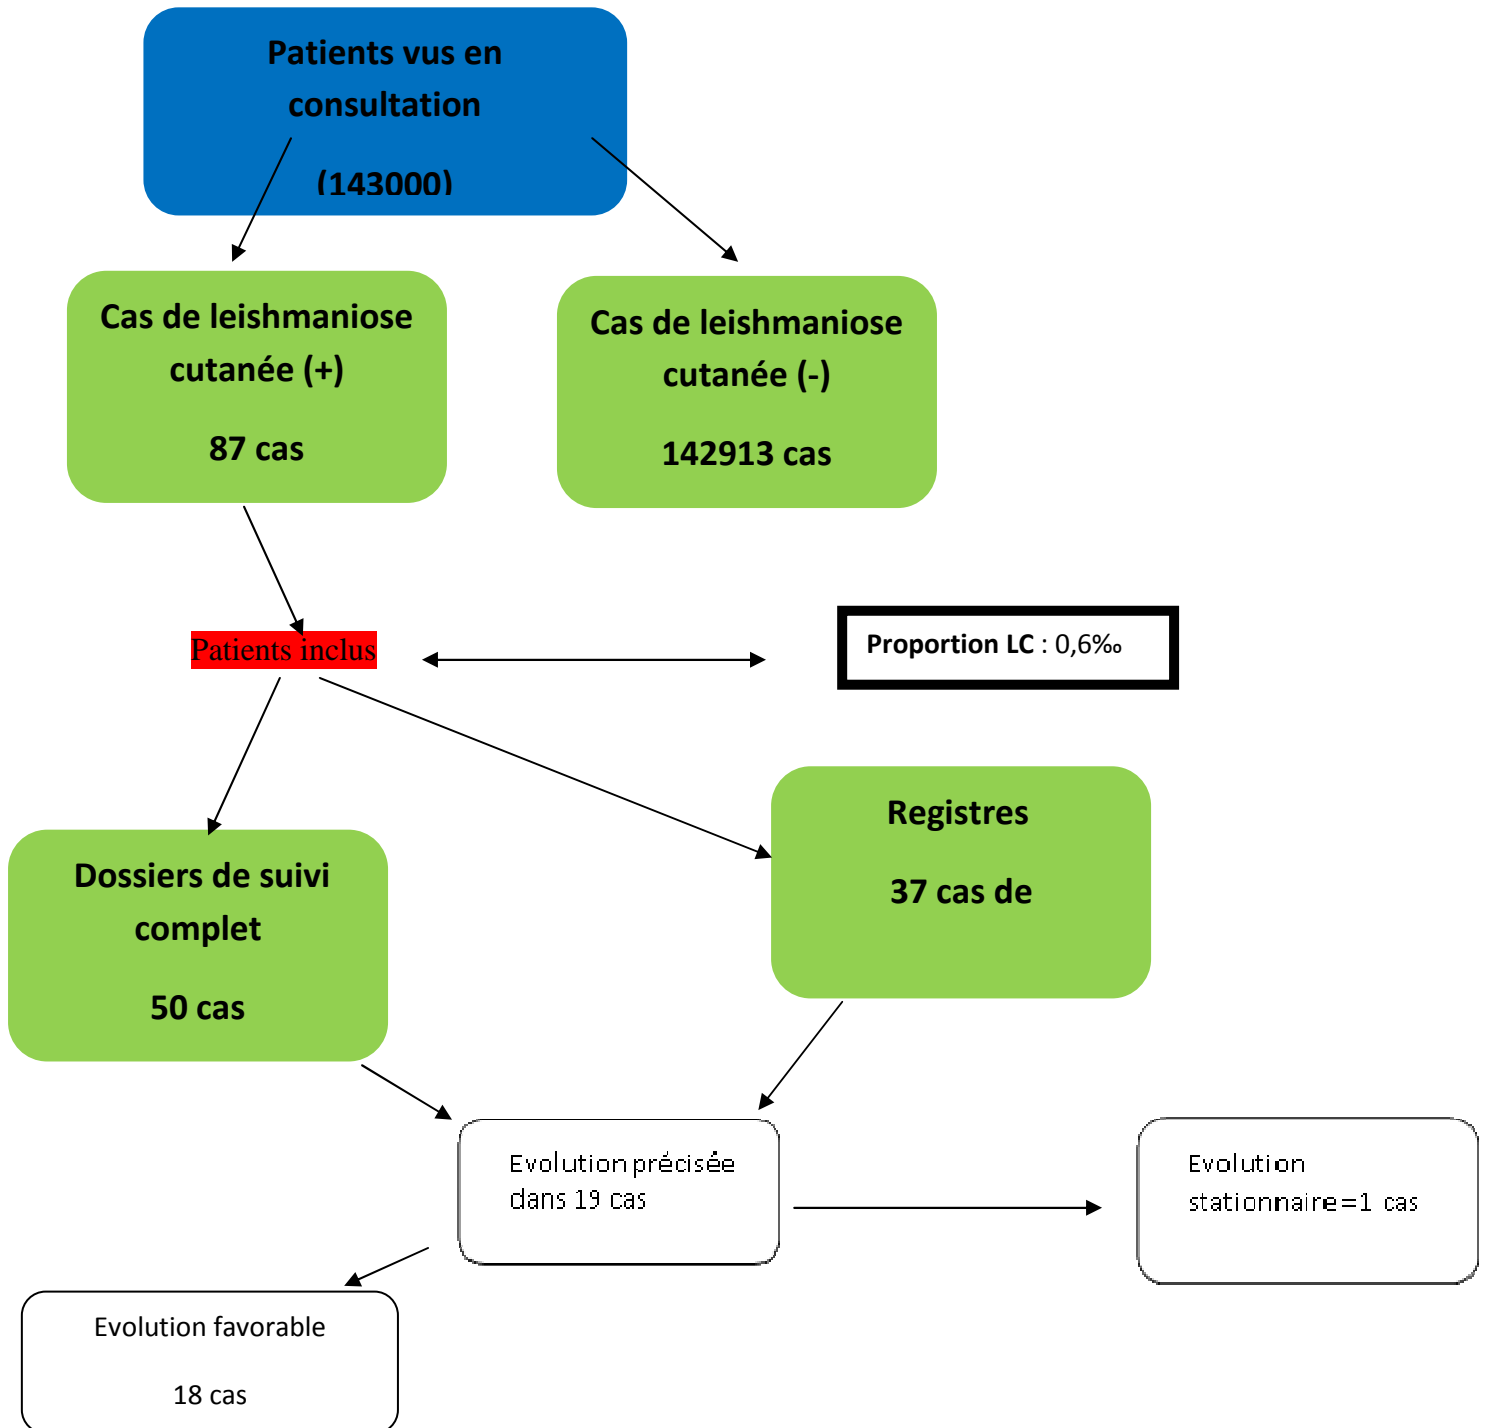 Patients vus en
consultation
(143000)
Cas de leishmaniose
cutanée (+)
87 cas
Cas de leishmaniose
cutanée (-)
142913 cas
Patients inclus
Proportion LC : 0,6‰
Registres
37 cas de
Dossiers de suivi
complet
50 cas
Evolution précisée
dans 19 cas
Evolution
stationnaire=1 cas
Evolution favorable
18 cas